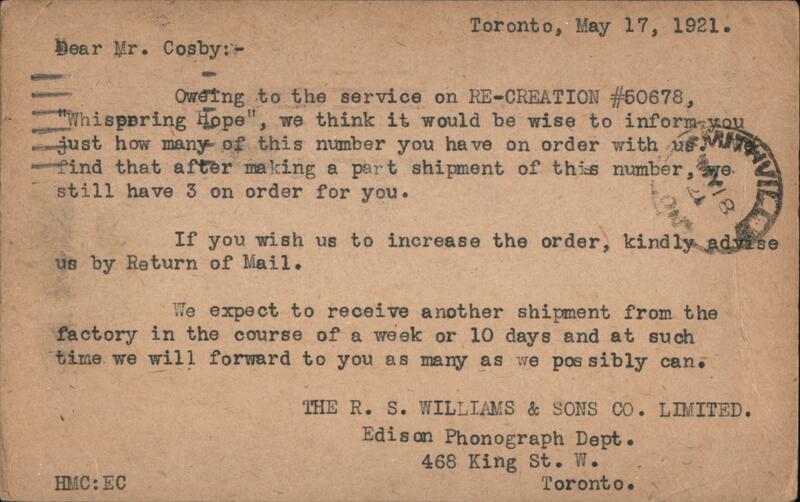 Toronto, May 17, 1921.
Dear Mr. Cosby:-
Oweing to the service on RE-CREATION #50678,
"Whispering Hope", we think it would be wise to inform you
just how many of this number you have on order with us.
find that after making a part shipment of this number, we
still have 3 on order for you.
If you wish us to increase the order, kindly advise
us by Return of Mail.
We expect to receive another shipment from the
factory in the course of a week or 10 days and at such
time we will forward to you as many as we possibly can.
THE R. S. WILLIAMS & SONS CO. LIMITED.
Edison Phonograph Dept.
468 King St. W.
HMC:EC Toronto.
MY 18
21